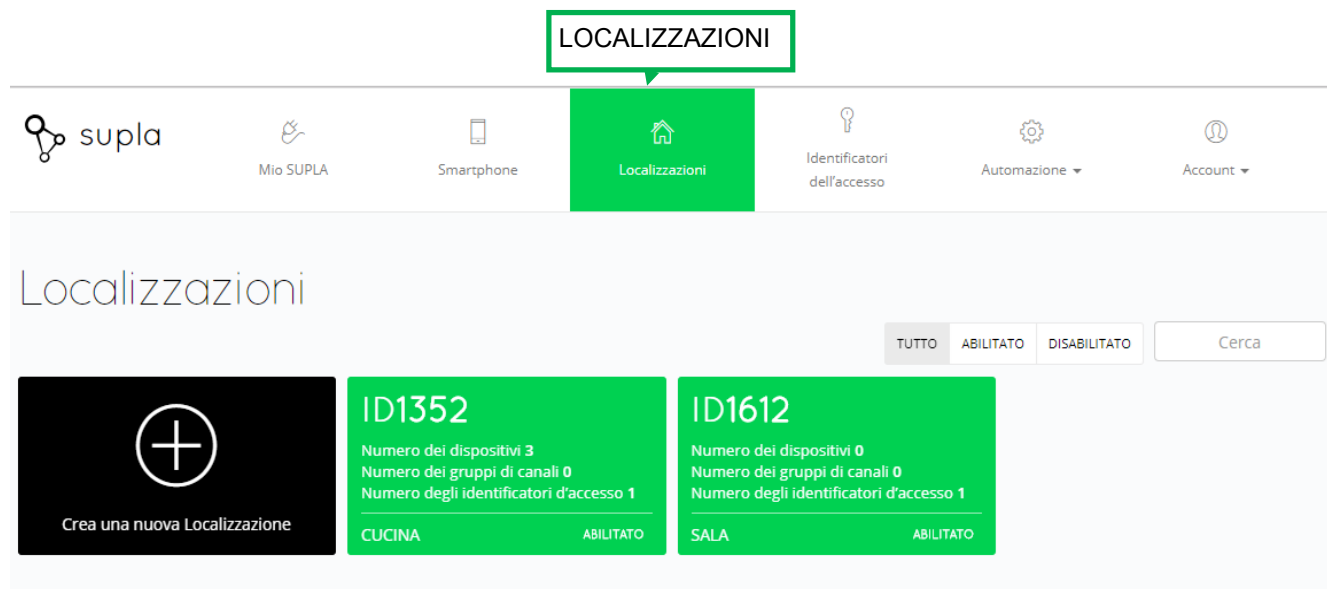 LOCALIZZAZIONI
supla
Mio SUPLA
Smartphone
Localizzazioni
Identificatori
dell'accesso
Automazione
Account
Localizzazioni
TUTTO ABILITATO DISABILITATO Cerca
Crea una nuova Localizzazione
ID1352
Numero dei dispositivi 3
Numero dei gruppi di canali 0
Numero degli identificatori d'accesso 1
CUCINA ABILITATO
ID1612
Numero dei dispositivi 0
Numero dei gruppi di canali 0
Numero degli identificatori d'accesso 1
SALA ABILITATO